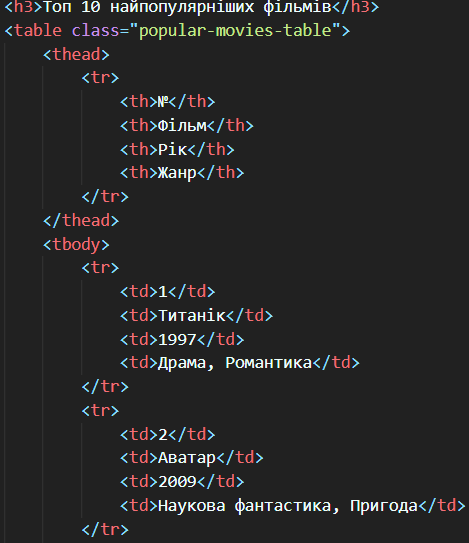 <h3>Топ 10 найпопулярніших фільмів</h3>
<table class="popular-movies-table">
<thead>
<tr>
<th>№</th>
<th>Фільм</th>
<th>Рік</th>
<th>Жанр</th>
</tr>
</thead>
<tbody>
<tr>
<td>1</td>
<td>Титанік</td>
<td>1997</td>
<td>Драма, Романтика</td>
</tr>
<tr>
<td>2</td>
<td>Аватар</td>
<td>2009</td>
<td>Наукова фантастика, Пригода</td>
</tr>